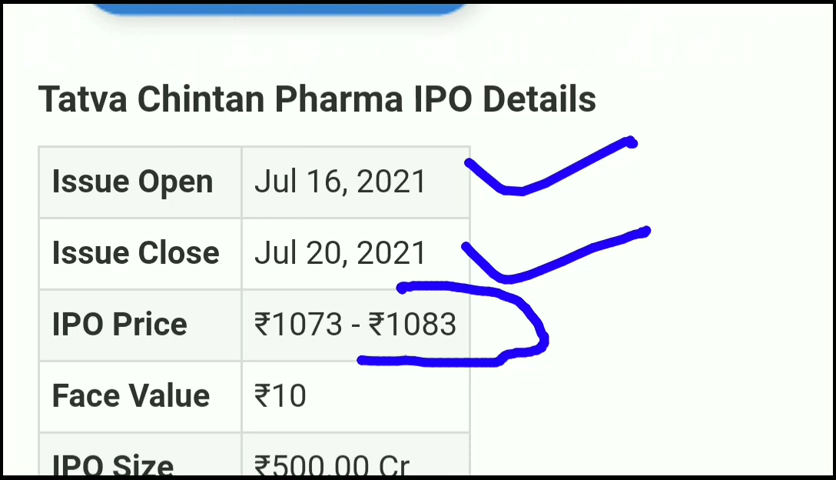 Tatva Chintan Pharma IPO Details
Issue Open Jul 16, 2021
Issue Close Jul 20, 2021
IPO Price ₹1073 - ₹1083
Face Value ₹10
IPO Size ₹500.00 Cr